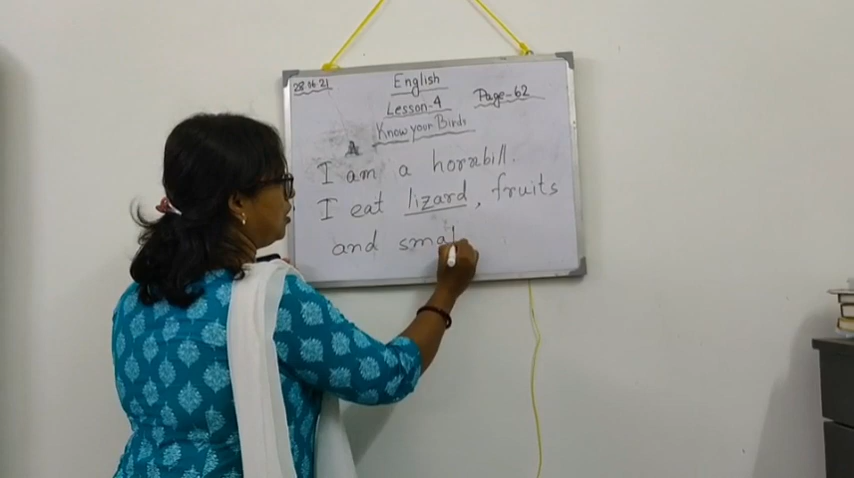 28.06.21
English
Lesson-4
Page-62
Know your Birds
I am a hornbill.
I eat lizard, fruits
and smal